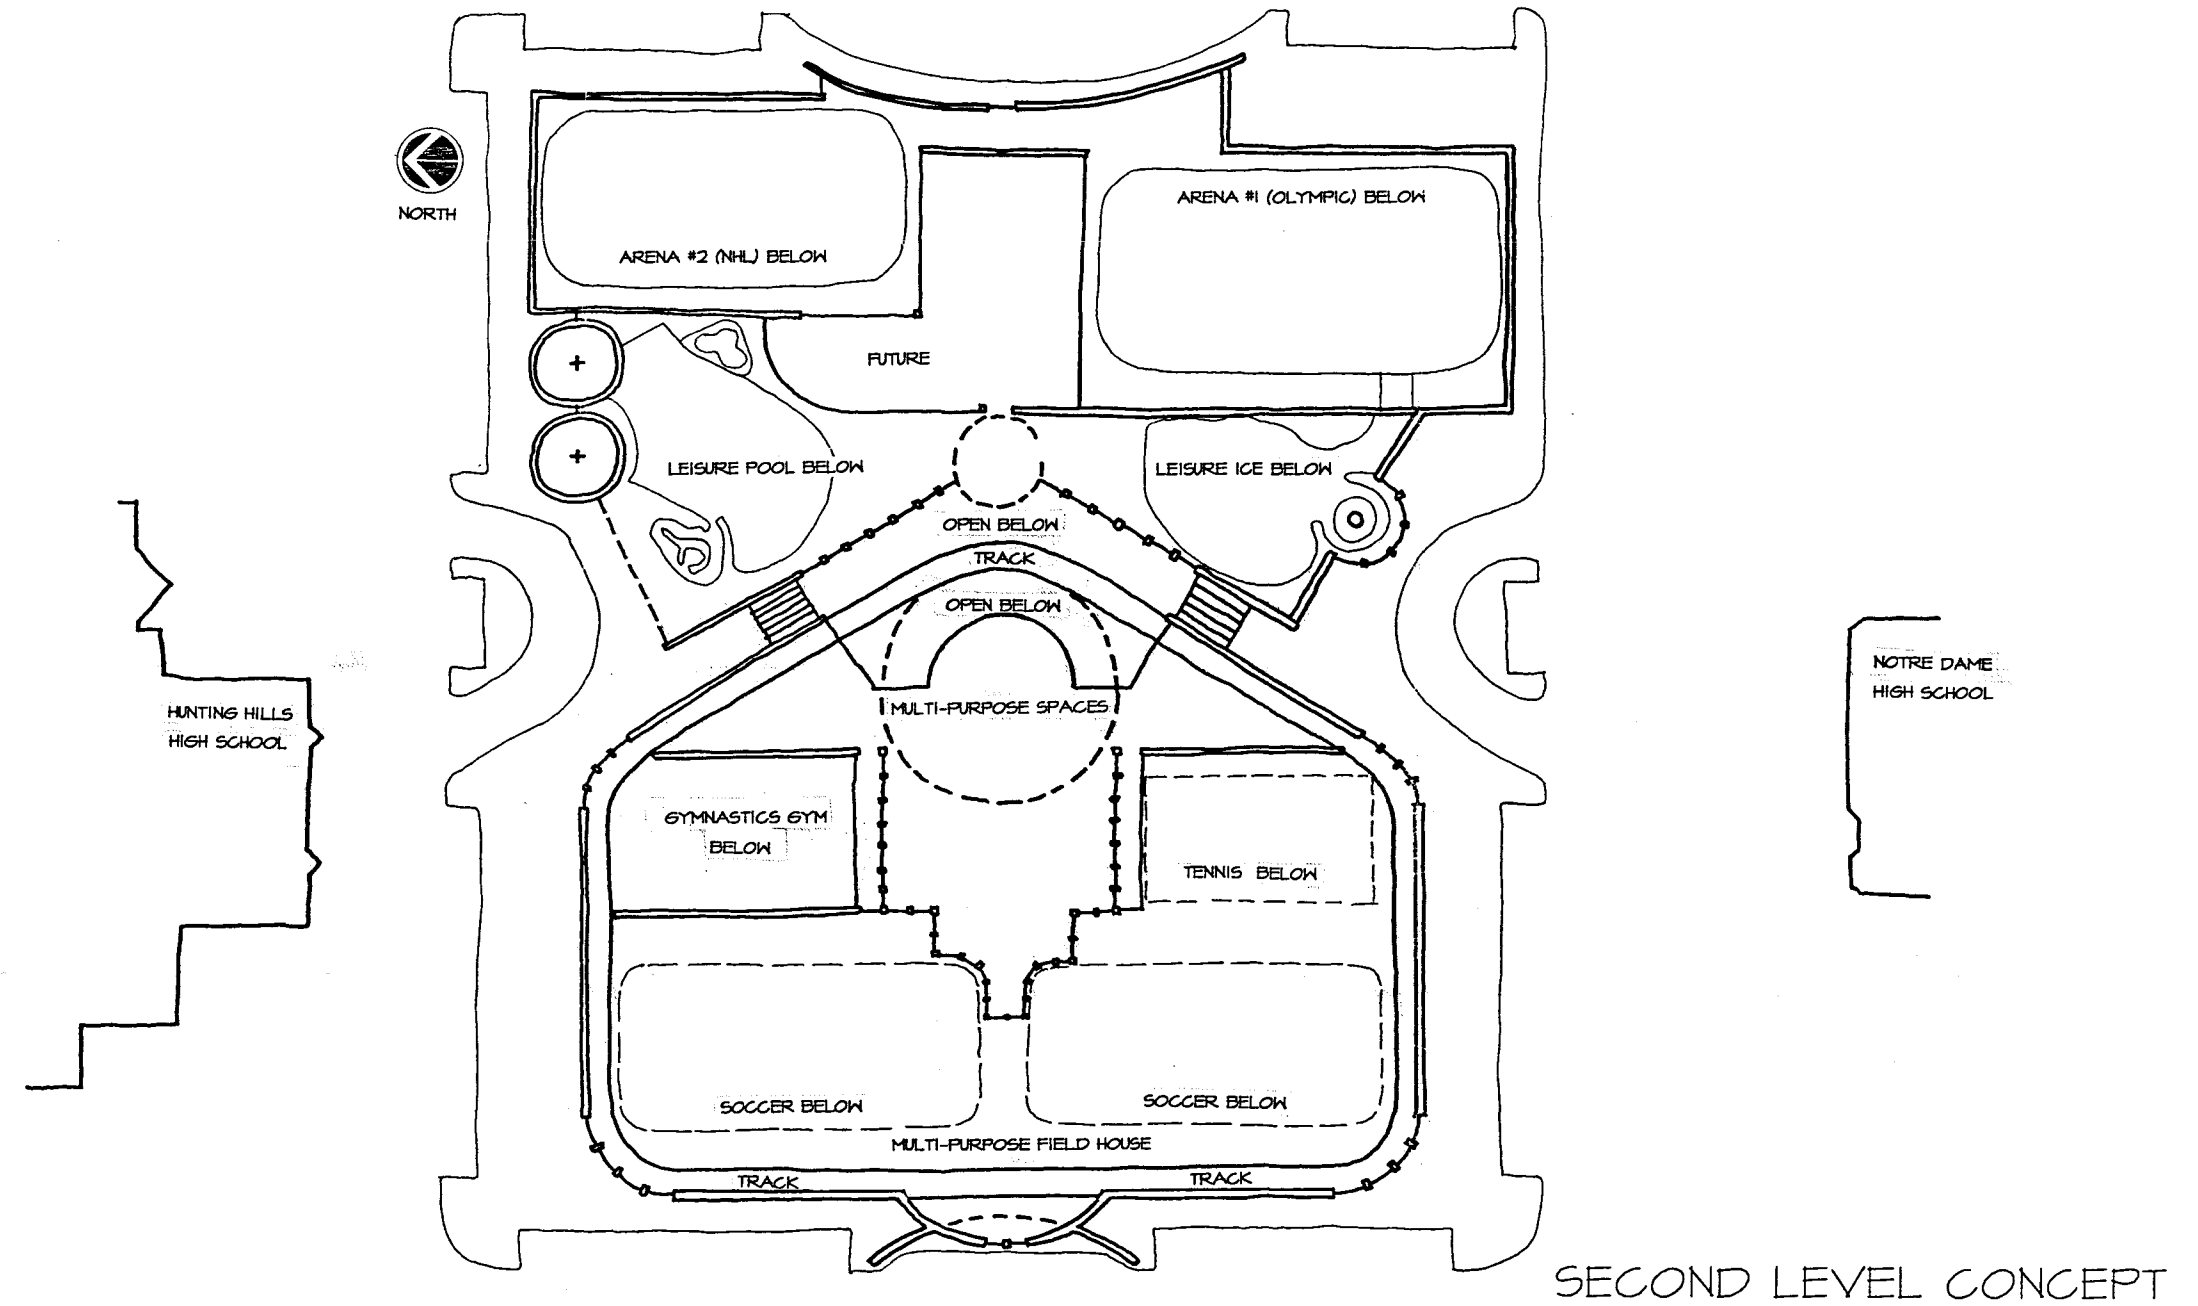 ARENA #1 (OLYMPIC) BELOW
NORTH
ARENA #2 (NHL) BELOW
FUTURE
LEISURE POOL BELOW
LEISURE ICE BELOW
OPEN BELOW
TRACK
OPEN BELOW
NOTRE DAME
HIGH SCHOOL
HUNTING HILLS
HIGH SCHOOL
MULTI-PURPOSE SPACES
GYMNASTICS GYM
BELOW
TENNIS BELOW
SOCCER BELOW
SOCCER BELOW
MULTI-PURPOSE FIELD HOUSE
TRACK
TRACK
SECOND LEVEL CONCEPT